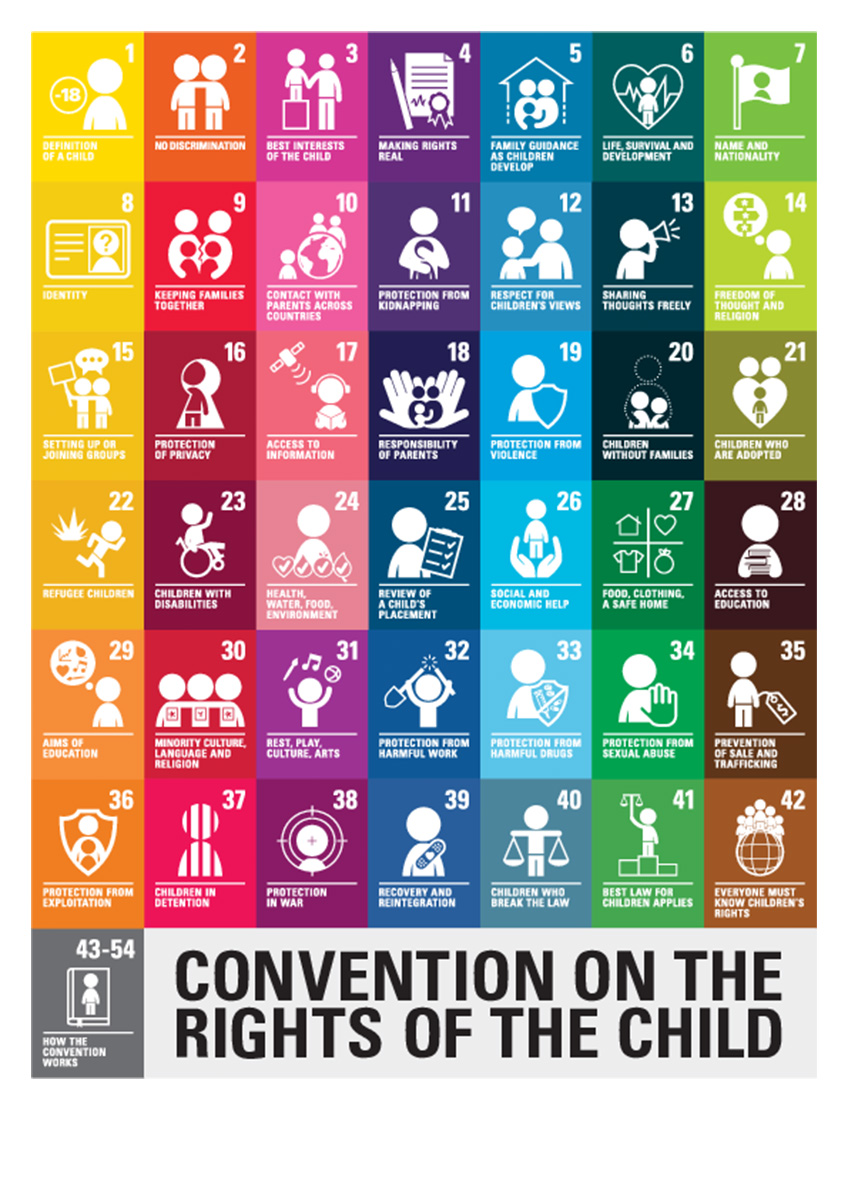 1
-18
DEFINITION
OF A CHILD
2
NO DISCRIMINATION
3
BEST INTERESTS
OF THE CHILD
4
MAKING RIGHTS
REAL
5
FAMILY GUIDANCE
AS CHILDREN
DEVELOP
6
LIFE, SURVIVAL AND
DEVELOPMENT
7
NAME AND
NATIONALITY
8
?
IDENTITY
9
KEEPING FAMILIES
TOGETHER
10
CONTACT WITH
PARENTS ACROSS
COUNTRIES
11
PROTECTION FROM
KIDNAPPING
12
RESPECT FOR
CHILDREN'S VIEWS
13
SHARING
THOUGHTS FREELY
14
FREEDOM OF
THOUGHT AND
RELIGION
15
SETTING UP OR
JOINING GROUPS
16
PROTECTION
OF PRIVACY
17
ACCESS TO
INFORMATION
18
RESPONSIBILITY
OF PARENTS
19
PROTECTION FROM
VIOLENCE
20
CHILDREN
WITHOUT FAMILIES
21
CHILDREN WHO
ARE ADOPTED
22
REFUGEE CHILDREN
23
CHILDREN WITH
DISABILITIES
24
HEALTH,
WATER, FOOD,
ENVIRONMENT
25
REVIEW OF
A CHILD'S
PLACEMENT
26
SOCIAL AND
ECONOMIC HELP
27
FOOD, CLOTHING,
A SAFE HOME
28
ACCESS TO
EDUCATION
29
AIMS OF
EDUCATION
30
MINORITY CULTURE,
LANGUAGE AND
RELIGION
31
REST, PLAY,
CULTURE, ARTS
32
PROTECTION FROM
HARMFUL WORK
33
PROTECTION FROM
HARMFUL DRUGS
34
PROTECTION FROM
SEXUAL ABUSE
35
PREVENTION
OF SALE AND
TRAFFICKING
36
PROTECTION FROM
EXPLOITATION
37
CHILDREN IN
DETENTION
38
PROTECTION
IN WAR
39
RECOVERY AND
REINTEGRATION
40
CHILDREN WHO
BREAK THE LAW
41
BEST LAW FOR
CHILDREN APPLIES
42
EVERYONE MUST
KNOW CHILDREN'S
RIGHTS
43-54
HOW THE
CONVENTION
WORKS
CONVENTION ON THE
RIGHTS OF THE CHILD